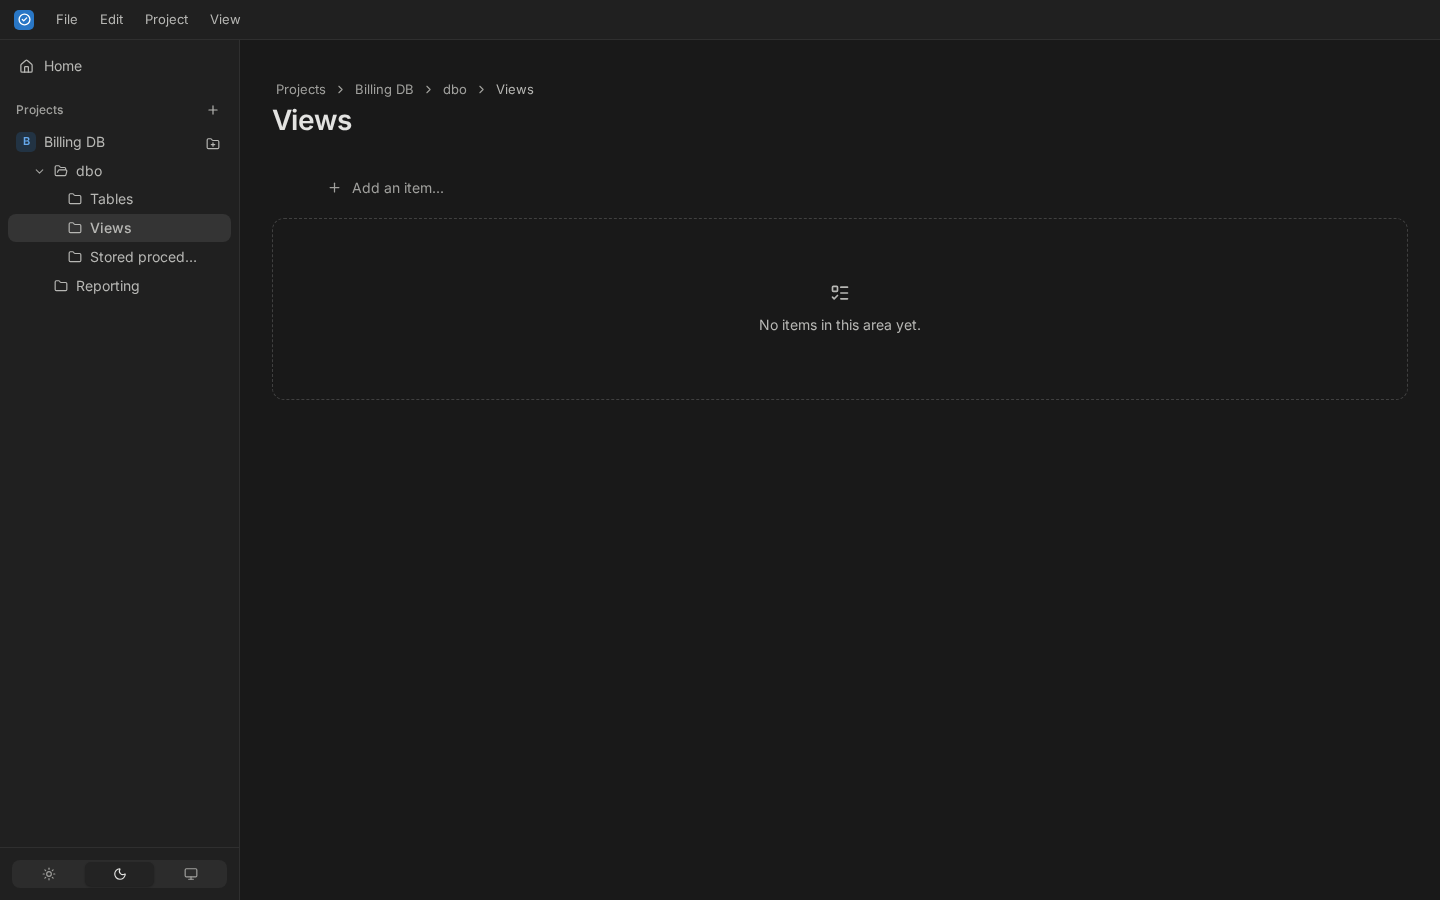 File Edit Project View
Home
Projects
B Billing DB
dbo
Tables
Views
Stored proced...
Reporting
Projects > Billing DB > dbo > Views
Views
Add an item...
No items in this area yet.